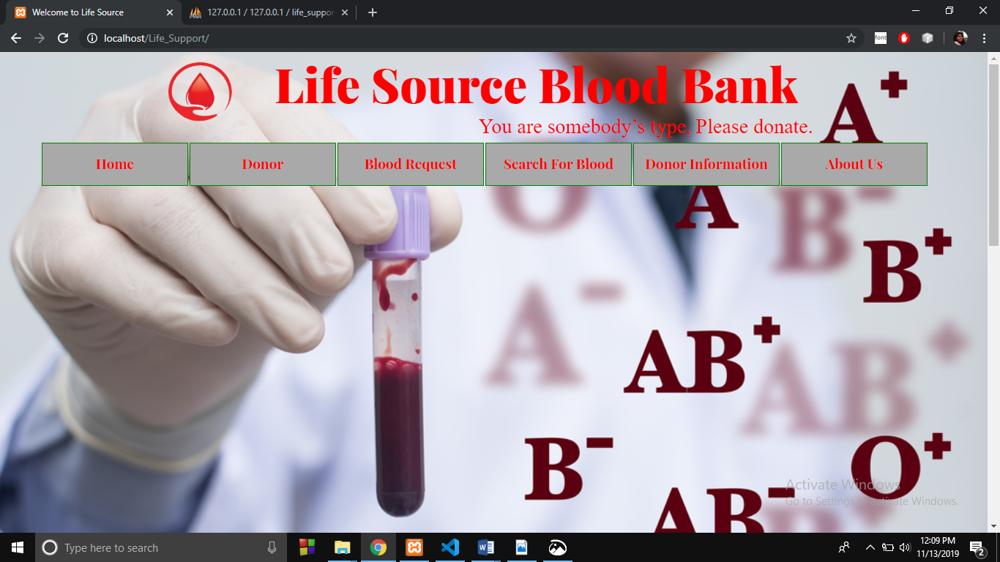 Welcome to Life Source
127.0.0.1 / 127.0.0.1 / life_suppor
localhost/Life_Support/
font
Life Source Blood Bank
You are somebody’s type, Please donate.
Home Donor Blood Request Search For Blood Donor Information About Us
A+
A
B-
O
B+
A-
AB+
AB+
B-
O+
AB-
B
Activate Windows
Go to Settings to activate Windows.
Type here to search
12:09 PM
11/13/2019
2